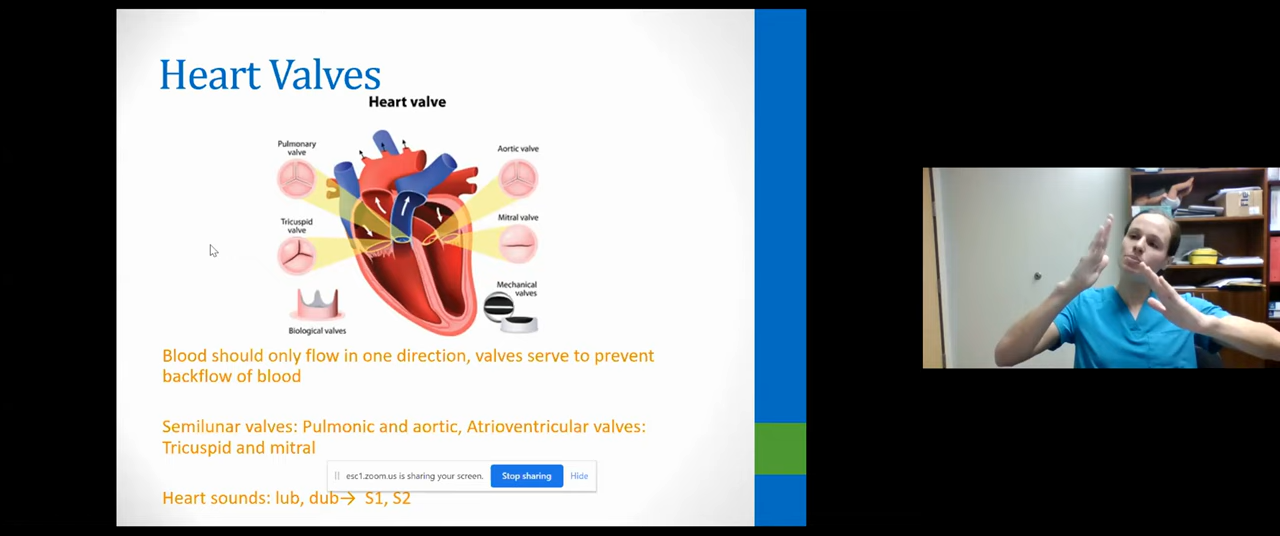 Heart Valves
Heart valve
Pulmonary
valve
Aortic valve
Tricuspid
valve
Mitral valve
Mechanical
valves
Biological valves
Blood should only flow in one direction, valves serve to prevent
backflow of blood
Semilunar valves: Pulmonic and aortic, Atrioventricular valves:
Tricuspid and mitral
esc1.zoom.us is sharing your screen. Stop sharing Hide
Heart sounds: lub, dub→ S1, S2